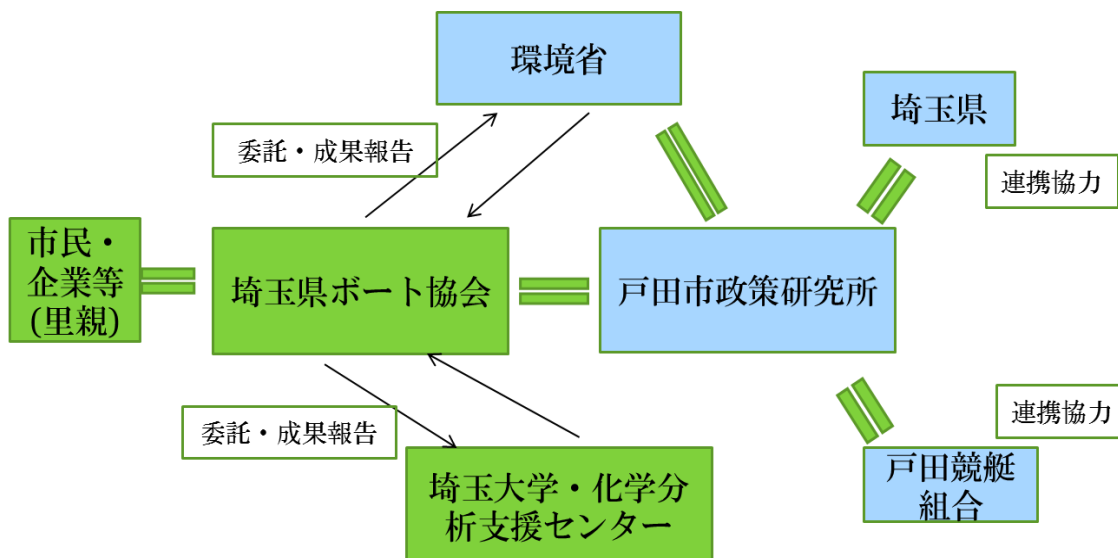 環境省
埼玉県
委託・成果報告
連携協力
市民・
企業等
(里親)
埼玉県ボート協会
戸田市政策研究所
委託・成果報告
連携協力
埼玉大学・化学分
析支援センター
戸田競艇
組合